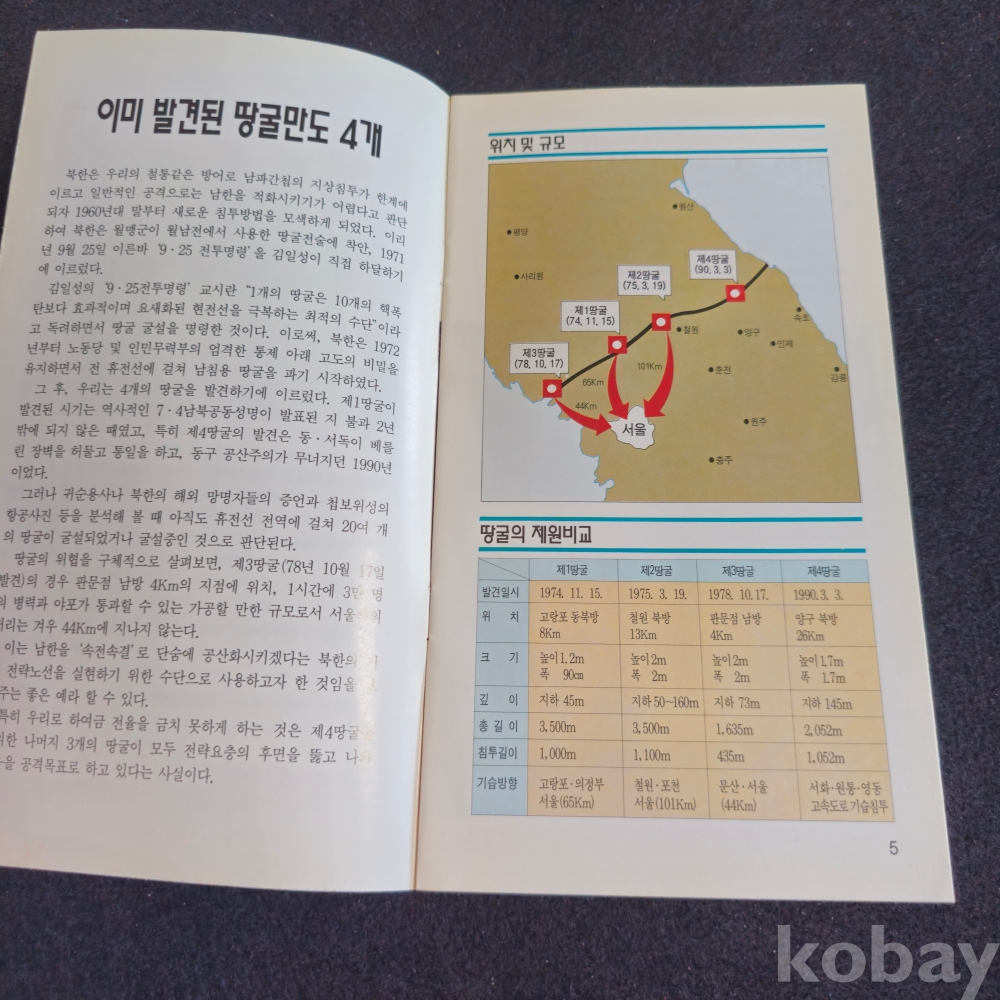 이미 발견된 땅굴만도 4개
북한은 우리의 철통같은 방어로 남파간첩의 지상침투가 한계에
이르고 일반적인 공격으로는 남한을 적화시키기가 어렵다고 판단
되자 1960년대 말부터 새로운 침투방법을 모색하게 되었다. 이리
하여 북한은 월맹군이 월남전에서 사용한 땅굴전술에 착안, 1971
년 9월 25일 이른바 '9·25 전투명령'을 김일성이 직접 하달하기
에 이르렀다.
김일성의 '9·25전투명령' 교시란 "1개의 땅굴은 10개의 핵폭
탄보다 효과적이며 요새화된 현전선을 극복하는 최적의 수단"이라
고 독려하면서 땅굴 굴설을 명령한 것이다. 이로써, 북한은 1972
년부터 노동당 및 인민무력부의 엄격한 통제 아래 고도의 비밀을
유지하면서 전 휴전선에 걸쳐 남침용 땅굴을 파기 시작하였다.
그 후, 우리는 4개의 땅굴을 발견하기에 이르렀다. 제1땅굴이
발견된 시기는 역사적인 7·4남북공동성명이 발표된 지 불과 2년
밖에 되지 않은 때였고, 특히 제4땅굴의 발견은 동·서독이 베를
린 장벽을 허물고 통일을 하고, 동구 공산주의가 무너지던 1990년
이었다.
그러나 귀순용사나 북한의 해외 망명자들의 증언과 첩보위성의
항공사진 등을 분석해 볼 때 아직도 휴전선 전역에 걸쳐 20여 개
의 땅굴이 굴설되었거나 굴설중인 것으로 판단된다.
땅굴의 위협을 구체적으로 살펴보면, 제3땅굴(78년 10월 17일
발견)의 경우 판문점 남방 4Km의 지점에 위치, 1시간에 3만 명
의 병력과 야포가 통과할 수 있는 가공할 만한 규모로서 서울
거리는 겨우 44Km에 지나지 않는다.
이는 남한을 '속전속결'로 단숨에 공산화시키겠다는 북한의
전략노선을 실현하기 위한 수단으로 사용하고자 한 것임을
주는 좋은 예라 할 수 있다.
특히 우리로 하여금 전율을 금치 못하게 하는 것은 제4땅굴
나머지 3개의 땅굴이 모두 전략요충의 후면을 뚫고
공격목표로 하고 있다는 사실이다.
위치 및 규모
원산
평양
사리원
제4땅굴
(90, 3, 3)
제2땅굴
(75, 3, 19)
제1땅굴
(74, 11, 15)
제3땅굴
(78, 10, 17)
속초
철원
양구
인제
강릉
춘천
101Km
65Km
44Km
서울
원주
충주
땅굴의 제원비교
제1땅굴 제2땅굴 제3땅굴 제4땅굴
발견일시 1974. 11. 15. 1975. 3. 19. 1978. 10. 17. 1990. 3. 3.
위 치 고랑포 동북방 철원 북방 판문점 남방 양구 북방
8Km 13Km 4Km 26Km
크 기 높이1.2m 높이2m 높이2m 높이1.7m
폭 90cm 폭 2m 폭 2m 폭 1.7m
깊 이 지하 45m 지하 50~160m 지하 73m 지하 145m
총 길 이 3,500m 3,500m 1,635m 2,052m
침투길이 1,000m 1,100m 435m 1,052m
기습방향 고랑포·의정부 철원·포천 문산·서울 서화·원통·영동
서울(65Km) 서울(101Km) (44Km) 고속도로 기습침투
5
kobay